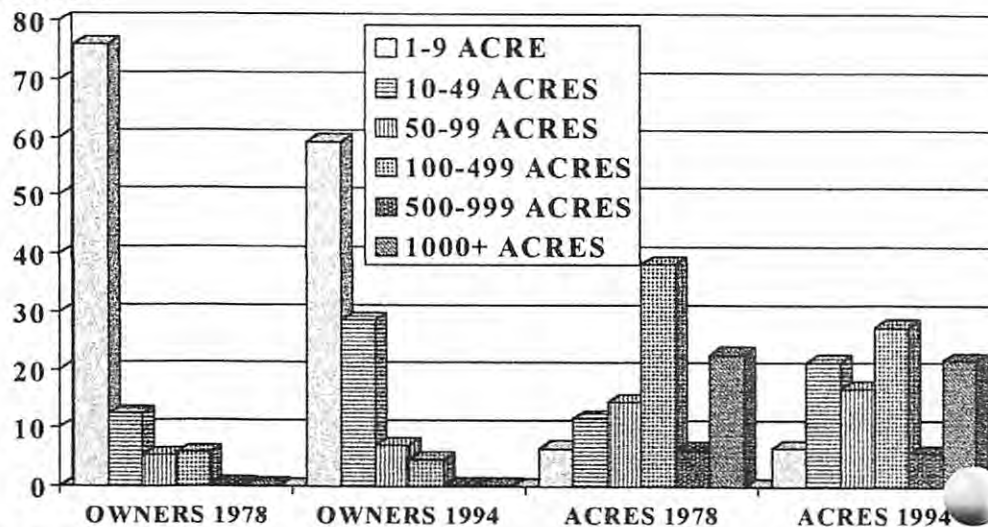 80
70
60
50
40
30
20
10
0
1-9 ACRE
10-49 ACRES
50-99 ACRES
100-499 ACRES
500-999 ACRES
1000+ ACRES
OWNERS 1978 OWNERS 1994 ACRES 1978 ACRES 1994